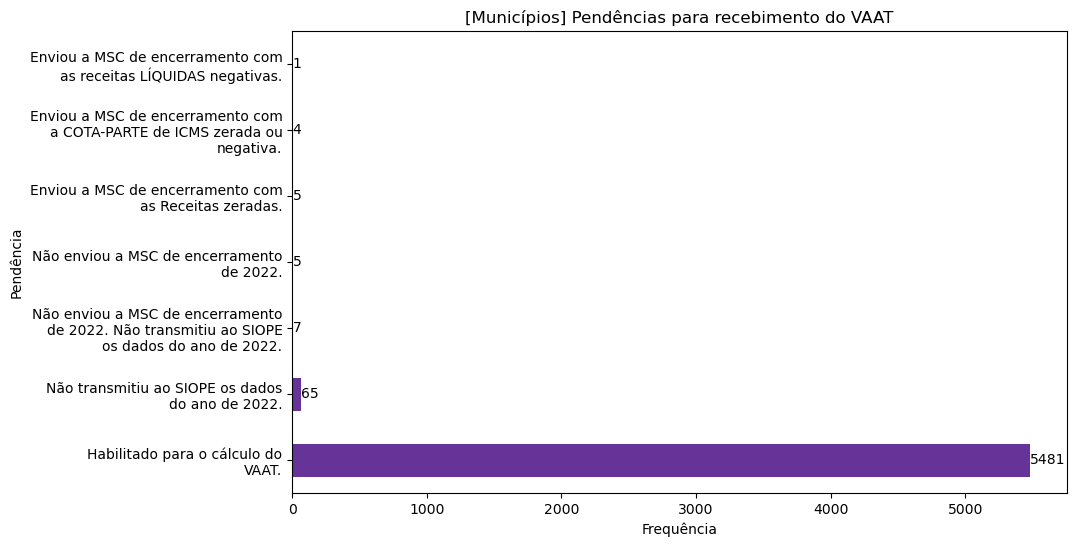 [Municípios] Pendências para recebimento do VAAT
Enviou a MSC de encerramento com
as receitas LÍQUIDAS negativas.
1
Enviou a MSC de encerramento com
a COTA-PARTE de ICMS zerada ou
negativa.
4
Enviou a MSC de encerramento com
as Receitas zeradas.
5
Não enviou a MSC de encerramento
de 2022.
5
Não enviou a MSC de encerramento
de 2022. Não transmitiu ao SIOPE
os dados do ano de 2022.
7
Não transmitiu ao SIOPE os dados
do ano de 2022.
65
Habilitado para o cálculo do
VAAT.
5481
Pendência
0 1000 2000 3000 4000 5000
Frequência